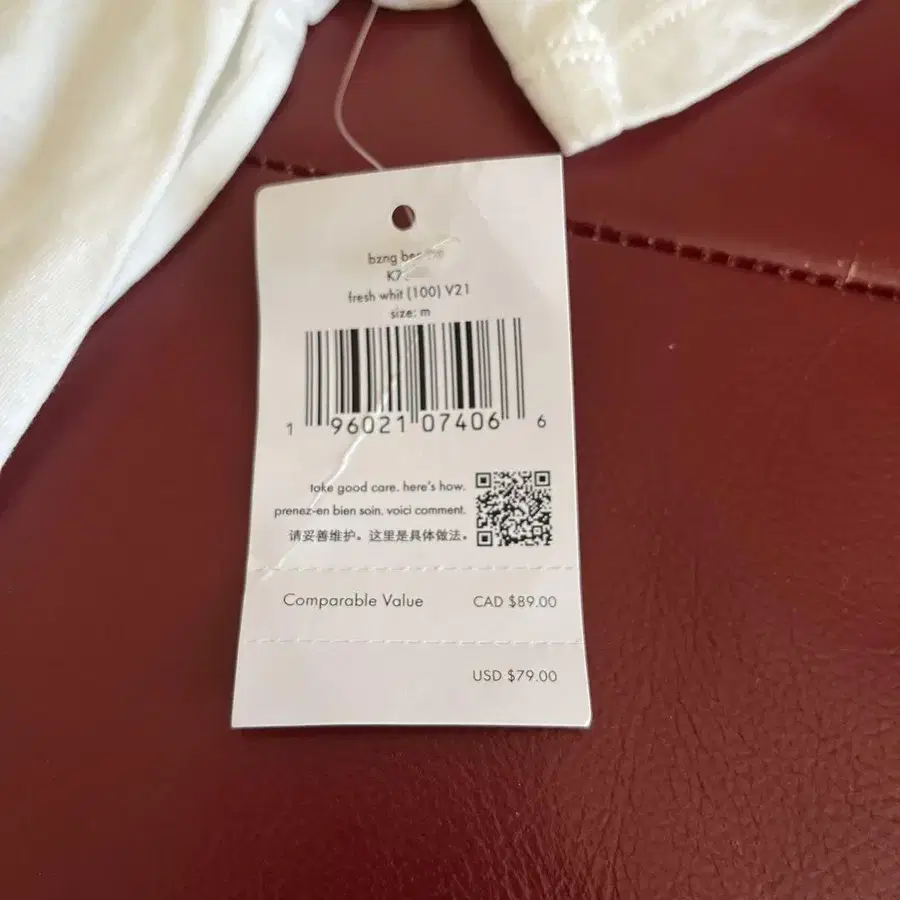 bzng
K7
fresh whit (100) V21
size: m
1 96021 07406 6
take good care. here's how.
prenez-en bien soin. voici comment.
请妥善维护。这里是具体做法。
Comparable Value CAD $89.00
USD $79.00